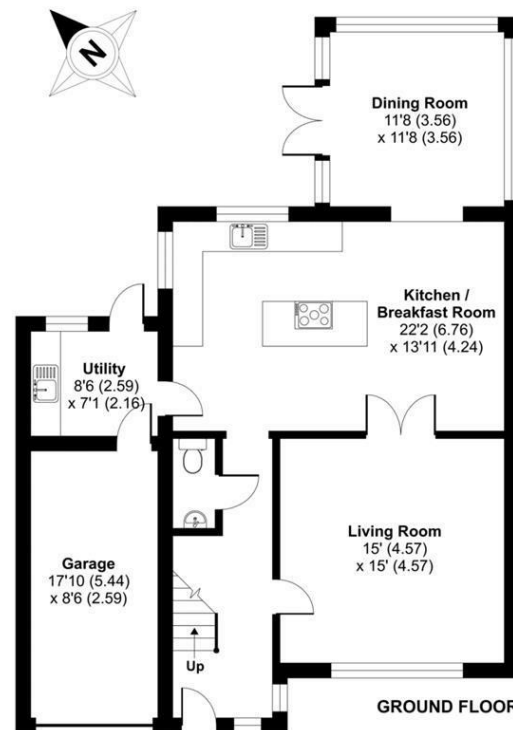 N
Dining Room
11'8 (3.56)
x 11'8 (3.56)
Kitchen /
Breakfast Room
22'2 (6.76)
x 13'11 (4.24)
Utility
8'6 (2.59)
x 7'1 (2.16)
Living Room
15' (4.57)
x 15' (4.57)
Garage
17'10 (5.44)
x 8'6 (2.59)
Up
GROUND FLOOR